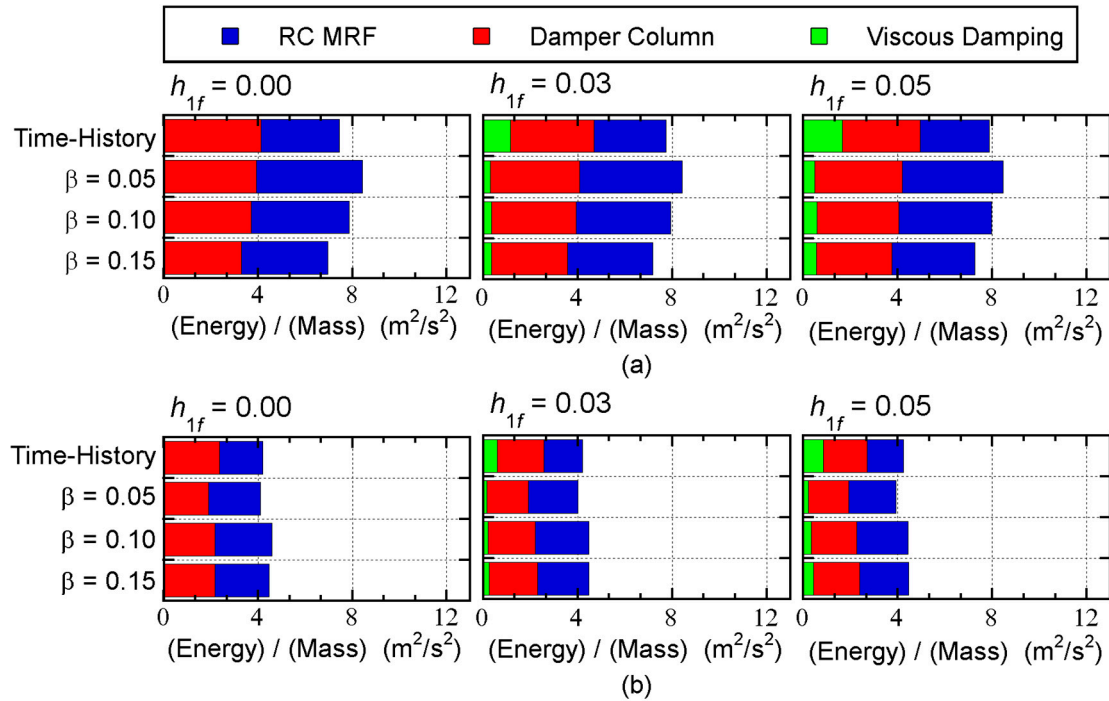 RC MRF Damper Column Viscous Damping
h1f = 0.00 h1f = 0.03 h1f = 0.05
Time-History
β = 0.05
β = 0.10
β = 0.15
0 4 8 12 0 4 8 12 0 4 8 12
(Energy) / (Mass) (m²/s²) (Energy) / (Mass) (m²/s²) (Energy) / (Mass) (m²/s²)
(a)
h1f = 0.00 h1f = 0.03 h1f = 0.05
Time-History
β = 0.05
β = 0.10
β = 0.15
0 4 8 12 0 4 8 12 0 4 8 12
(Energy) / (Mass) (m²/s²) (Energy) / (Mass) (m²/s²) (Energy) / (Mass) (m²/s²)
(b)